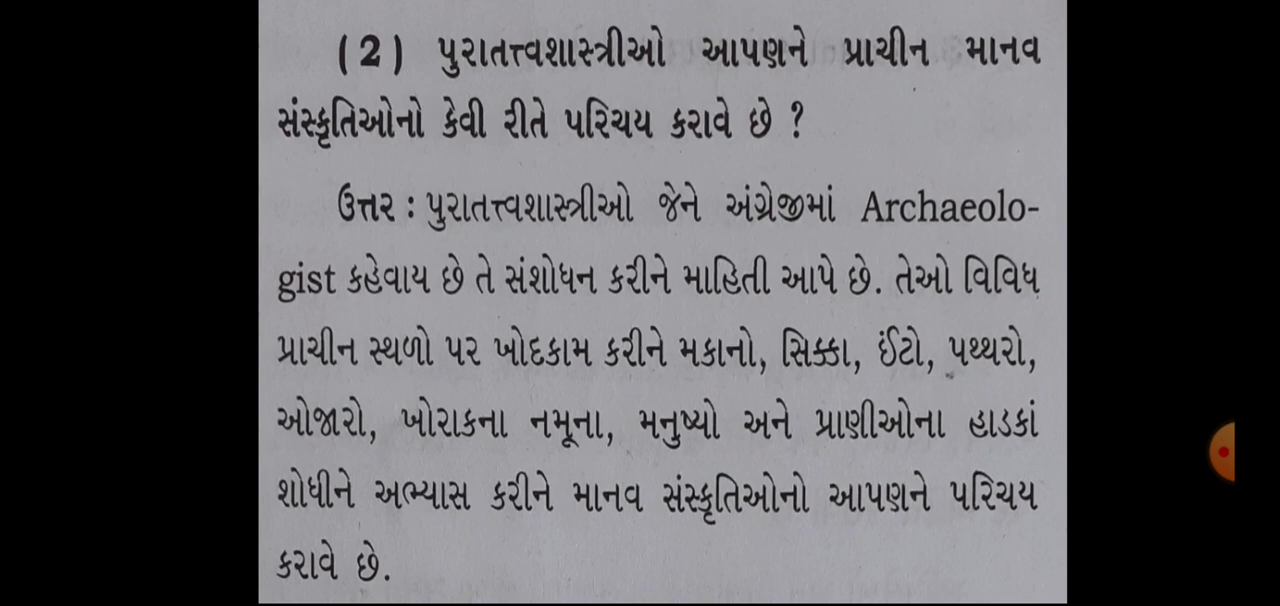 (2) પુરાતત્ત્વશાસ્ત્રીઓ આપણને પ્રાચીન માનવ
સંસ્કૃતિઓનો કેવી રીતે પરિચય કરાવે છે ?
ઉત્તર : પુરાતત્ત્વશાસ્ત્રીઓ જેને અંગ્રેજીમાં Archaeolo-
gist કહેવાય છે તે સંશોધન કરીને માહિતી આપે છે. તેઓ વિવિધ
પ્રાચીન સ્થળો પર ખોદકામ કરીને મકાનો, સિક્કા, ઈંટો, પથ્થરો,
ઓજારો, ખોરાકના નમૂના, મનુષ્યો અને પ્રાણીઓના હાડકાં
શોધીને અભ્યાસ કરીને માનવ સંસ્કૃતિઓનો આપણને પરિચય
કરાવે છે.